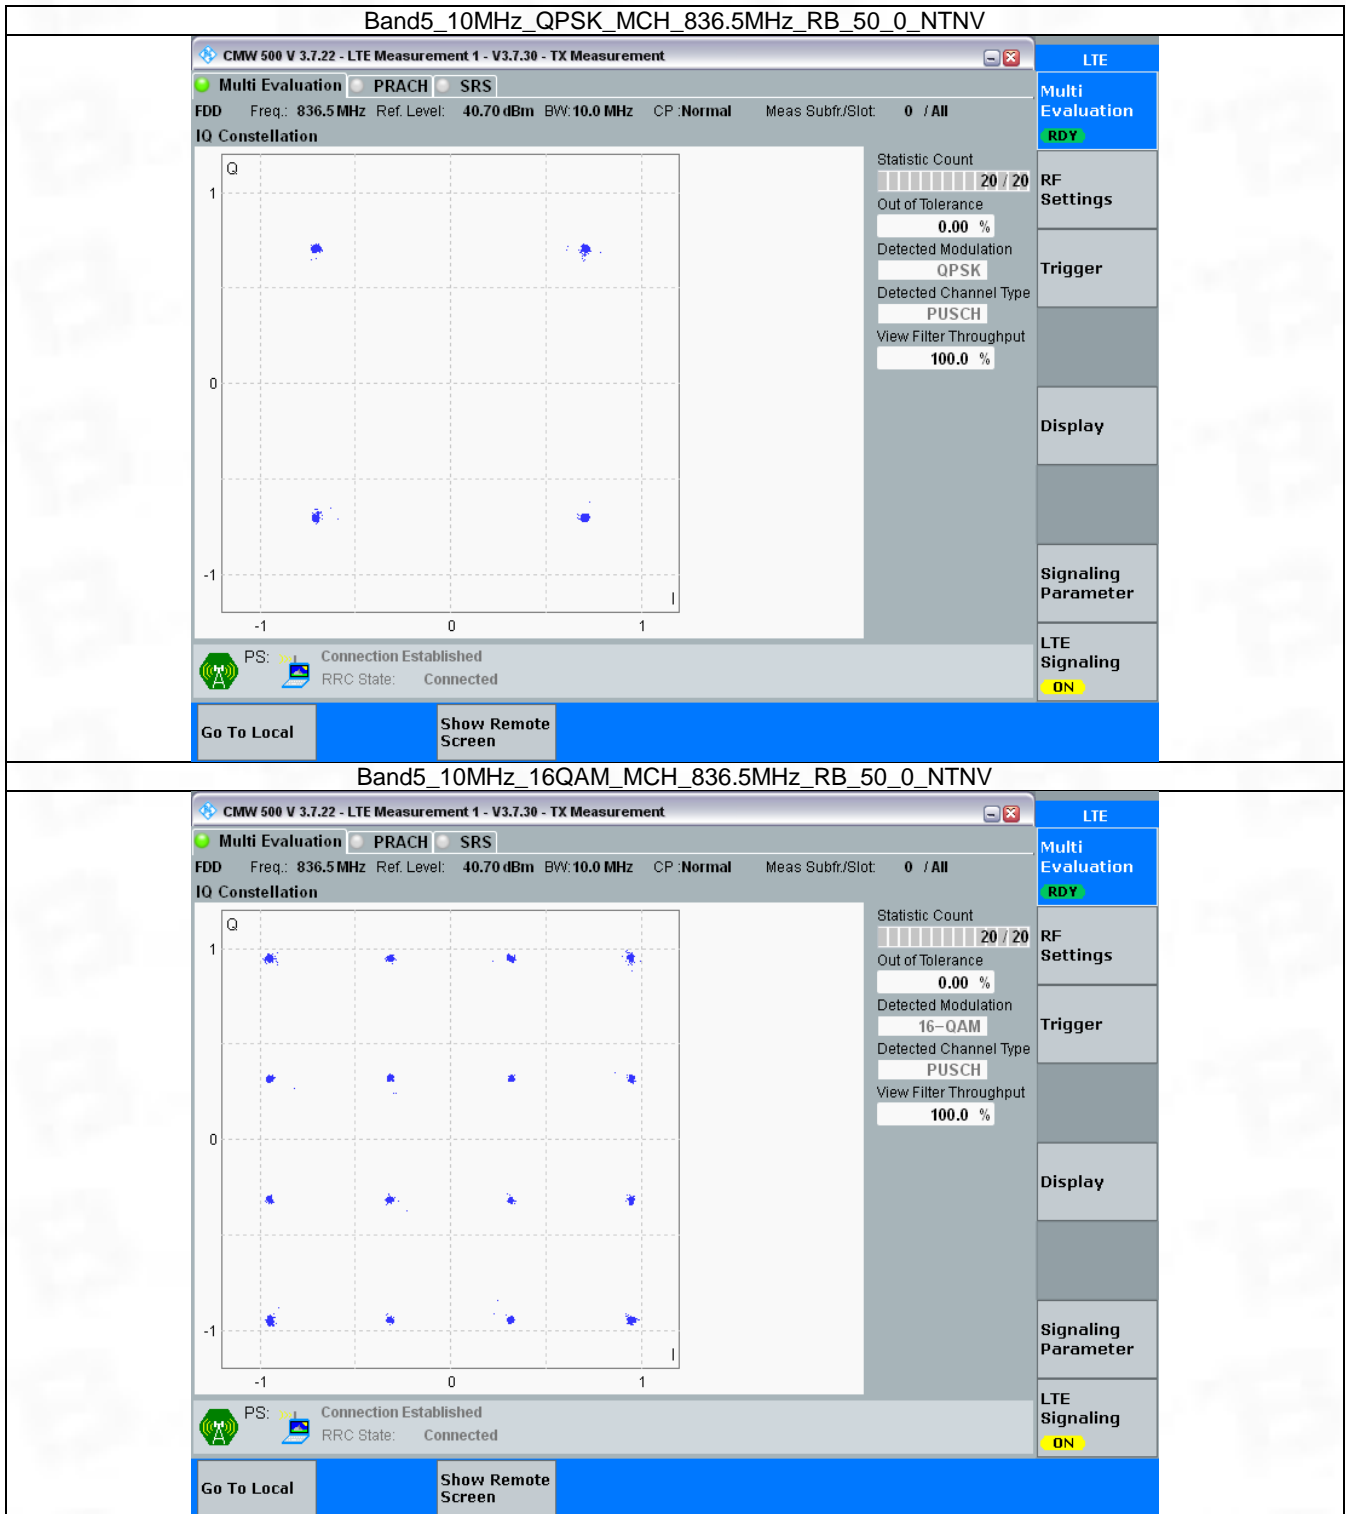 Band5_10MHz_QPSK_MCH_836.5MHz_RB_50_0_NTNV
CMW 500 V 3.7.22 - LTE Measurement 1 - V3.7.30 - TX Measurement
LTE
Multi Evaluation PRACH SRS
Multi
Evaluation
RDY
FDD Freq.: 836.5 MHz Ref. Level: 40.70 dBm BW: 10.0 MHz CP : Normal Meas Subfr./Slot: 0 / All
IQ Constellation
Q
1
0
-1
I
-1 0 1
Statistic Count
20 / 20
Out of Tolerance
0.00 %
Detected Modulation
QPSK
Detected Channel Type
PUSCH
View Filter Throughput
100.0 %
RF
Settings
Trigger
Display
Signaling
Parameter
LTE
Signaling
ON
PS: Connection Established
RRC State: Connected
Go To Local
Show Remote
Screen
Band5_10MHz_16QAM_MCH_836.5MHz_RB_50_0_NTNV
CMW 500 V 3.7.22 - LTE Measurement 1 - V3.7.30 - TX Measurement
LTE
Multi Evaluation PRACH SRS
Multi
Evaluation
RDY
FDD Freq.: 836.5 MHz Ref. Level: 40.70 dBm BW: 10.0 MHz CP : Normal Meas Subfr./Slot: 0 / All
IQ Constellation
Q
1
0
-1
I
-1 0 1
Statistic Count
20 / 20
Out of Tolerance
0.00 %
Detected Modulation
16-QAM
Detected Channel Type
PUSCH
View Filter Throughput
100.0 %
RF
Settings
Trigger
Display
Signaling
Parameter
LTE
Signaling
ON
PS: Connection Established
RRC State: Connected
Go To Local
Show Remote
Screen